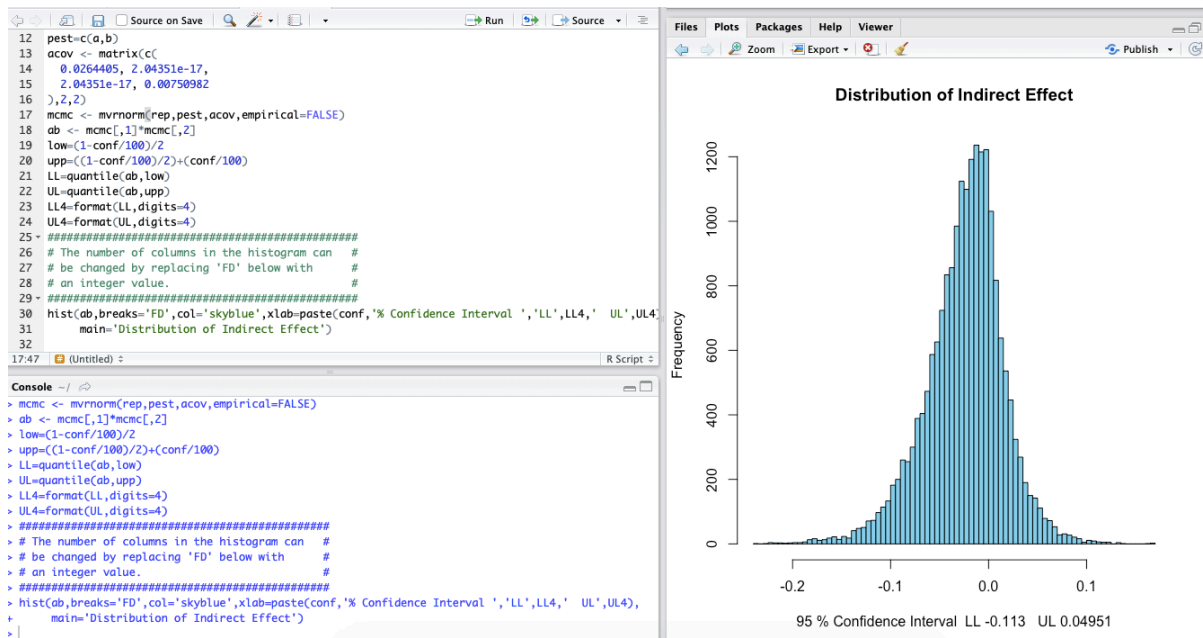 Source on Save
Run
Source
12 pest=c(a,b)
13 acov <- matrix(c(
14 0.0264405, 2.04351e-17,
15 2.04351e-17, 0.00750982
16 ),2,2)
17 mcmc <- mvrnorm(rep,pest,acov,empirical=FALSE)
18 ab <- mcmc[,1]*mcmc[,2]
19 low=(1-conf/100)/2
20 upp=((1-conf/100)/2)+(conf/100)
21 LL=quantile(ab,low)
22 UL=quantile(ab,upp)
23 LL4=format(LL,digits=4)
24 UL4=format(UL,digits=4)
25 ################################################
26 # The number of columns in the histogram can #
27 # be changed by replacing 'FD' below with #
28 # an integer value. #
29 ################################################
30 hist(ab,breaks='FD',col='skyblue',xlab=paste(conf,'% Confidence Interval ','LL',LL4,' UL',UL4)
31 main='Distribution of Indirect Effect')
32
17:47 (Untitled) R Script
Console ~/
> mcmc <- mvrnorm(rep,pest,acov,empirical=FALSE)
> ab <- mcmc[,1]*mcmc[,2]
> low=(1-conf/100)/2
> upp=((1-conf/100)/2)+(conf/100)
> LL=quantile(ab,low)
> UL=quantile(ab,upp)
> LL4=format(LL,digits=4)
> UL4=format(UL,digits=4)
> ################################################
> # The number of columns in the histogram can #
> # be changed by replacing 'FD' below with #
> # an integer value. #
> ################################################
> hist(ab,breaks='FD',col='skyblue',xlab=paste(conf,'% Confidence Interval ','LL',LL4,' UL',UL4),
+ main='Distribution of Indirect Effect')
>
Files Plots Packages Help Viewer
Zoom Export Publish
Distribution of Indirect Effect
Frequency
1200
1000
800
600
400
200
0
-0.2 -0.1 0.0 0.1
95 % Confidence Interval LL -0.113 UL 0.04951